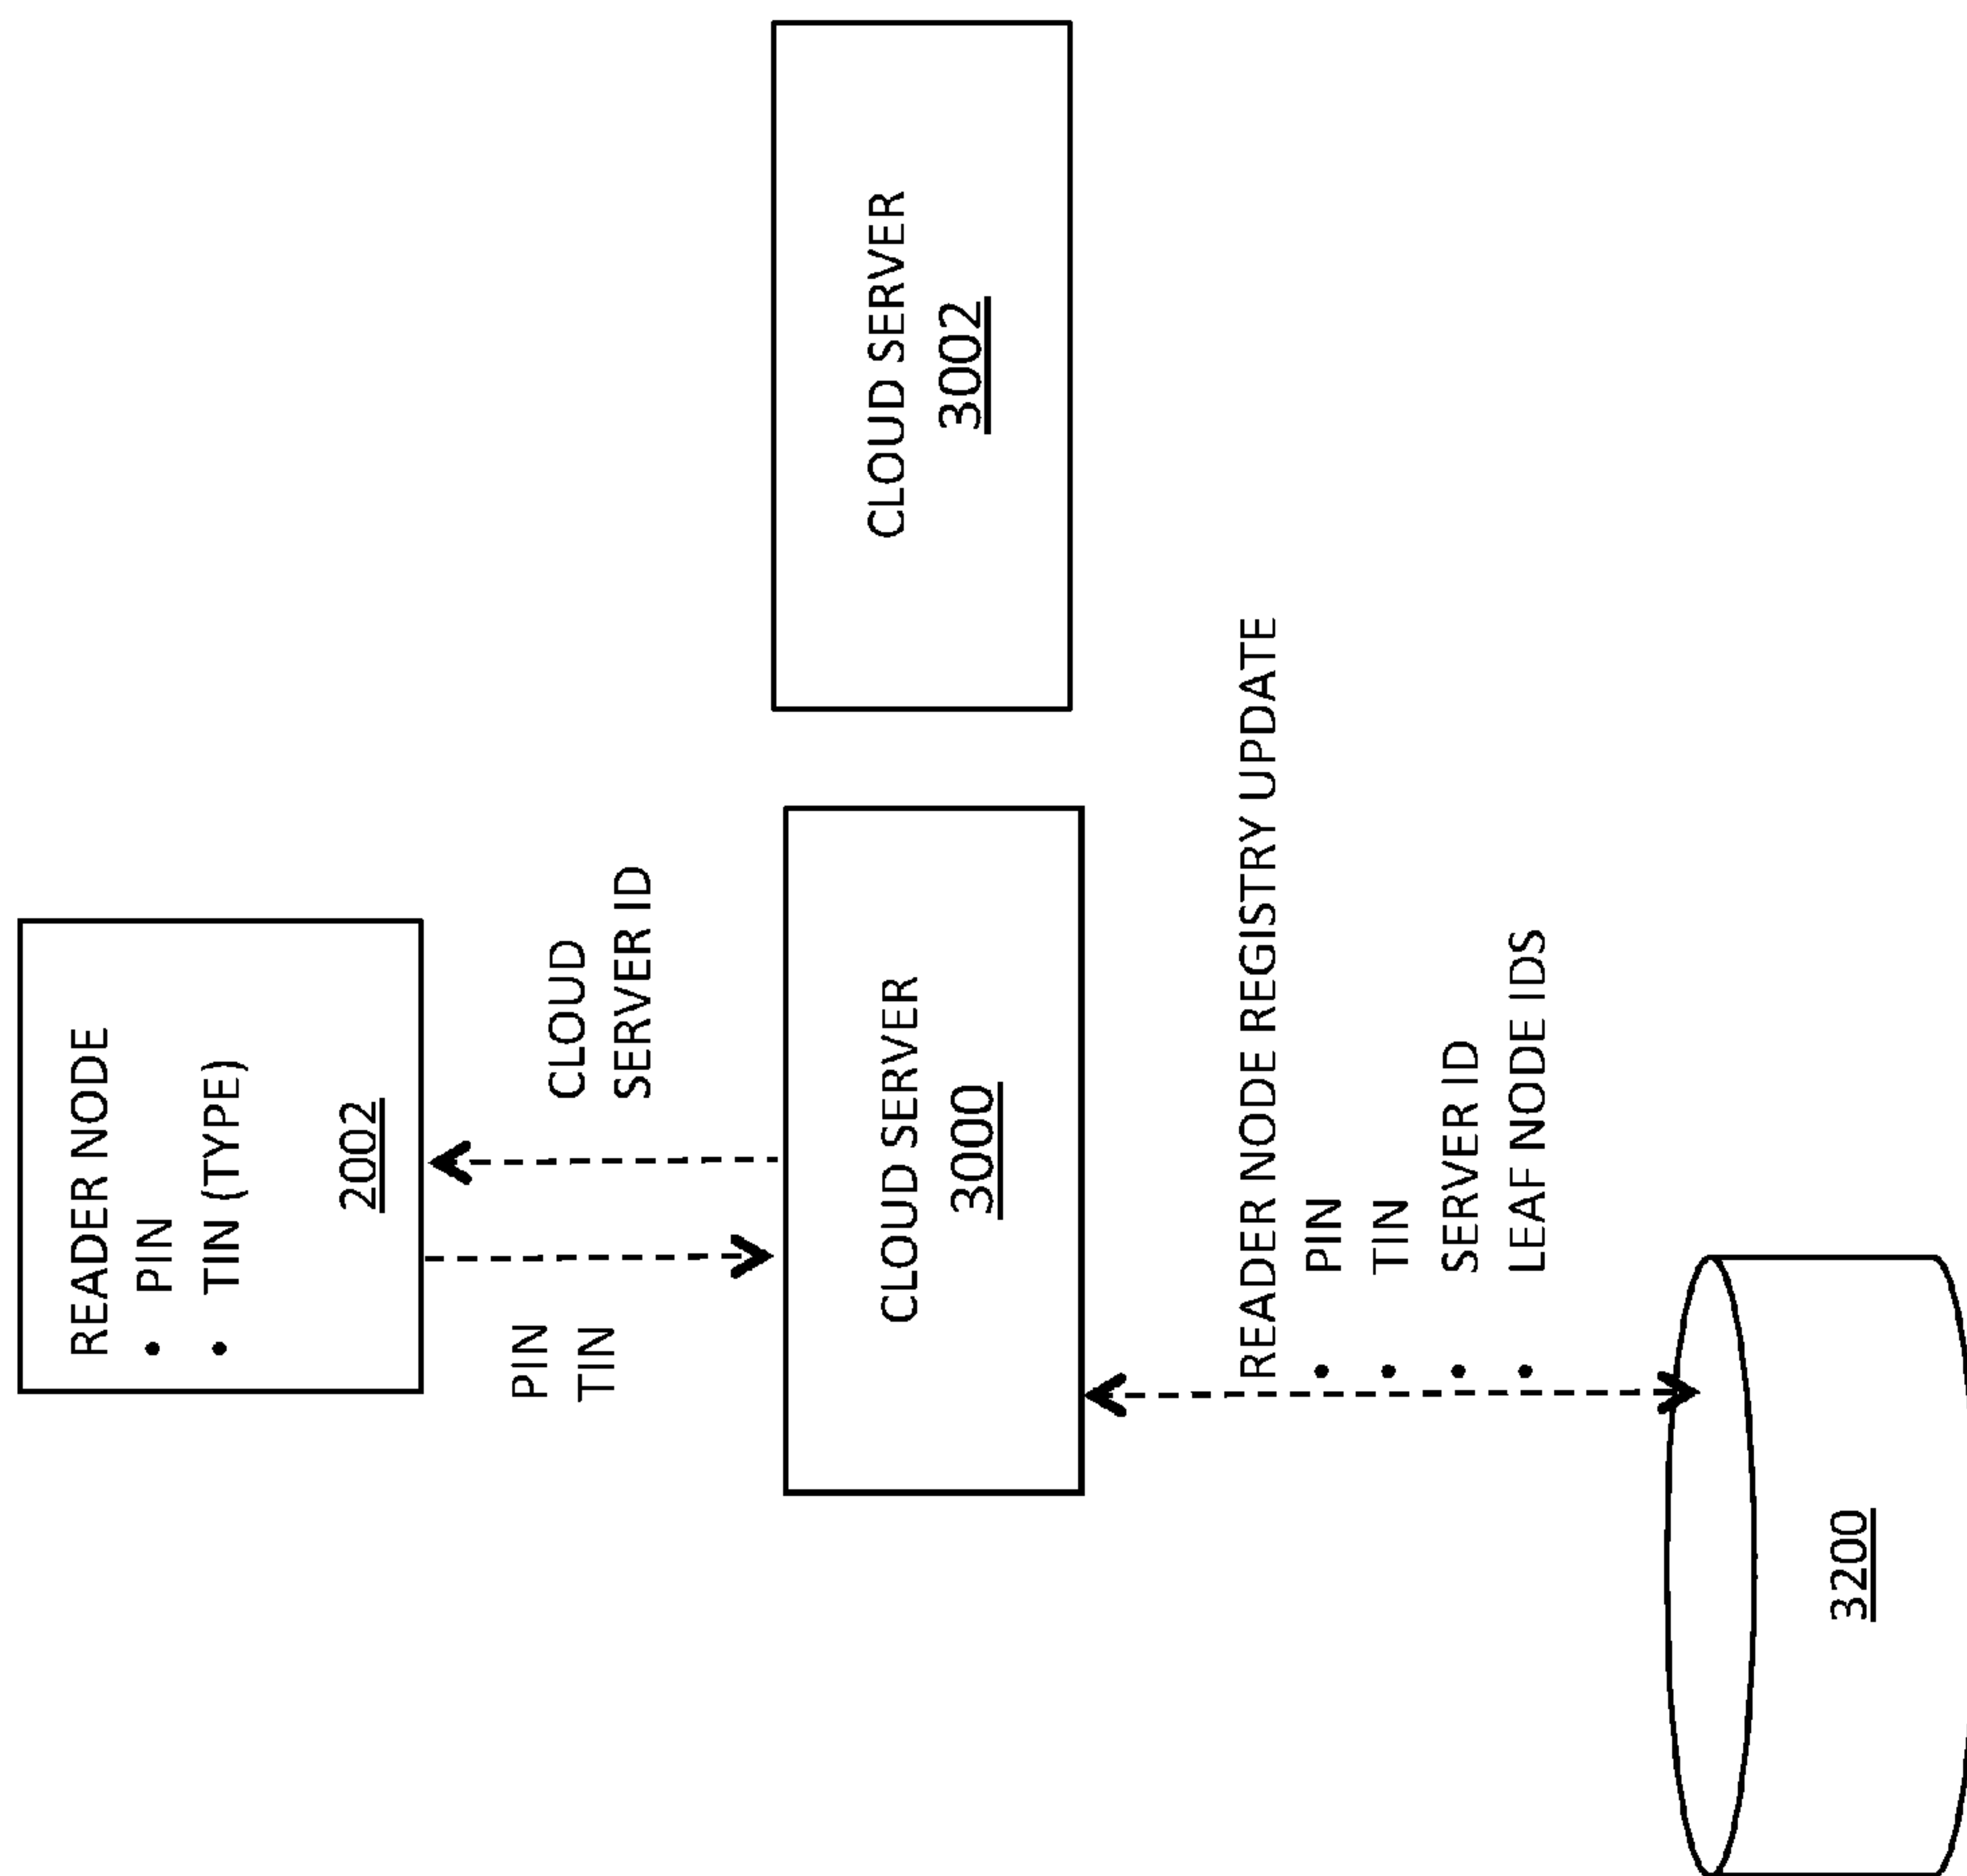 READER NODE
• PIN
• TIN (TYPE)
2002
PIN
TIN
CLOUD
SERVER ID
CLOUD SERVER
3000
CLOUD SERVER
3002
READER NODE REGISTRY UPDATE
• PIN
• TIN
• SERVER ID
• LEAF NODE IDS
3200